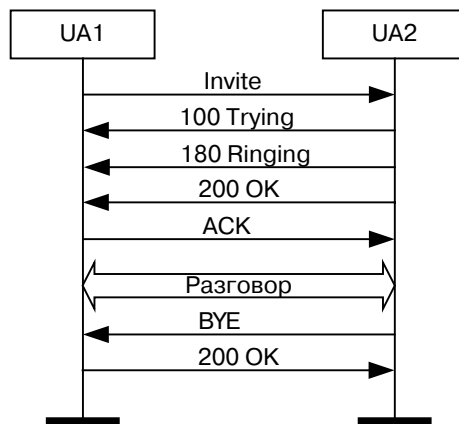 UA1
UA2
Invite
100 Trying
180 Ringing
200 OK
ACK
Разговор
BYE
200 OK